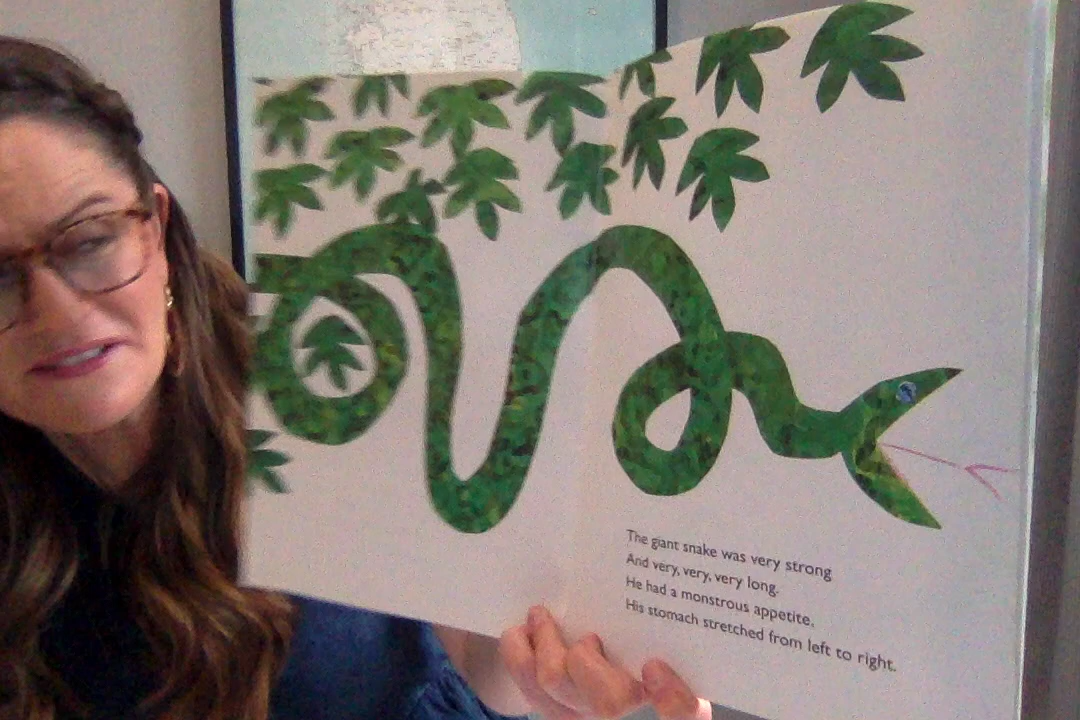 The giant snake was very strong
And very, very, very long.
He had a monstrous appetite,
His stomach stretched from left to right.